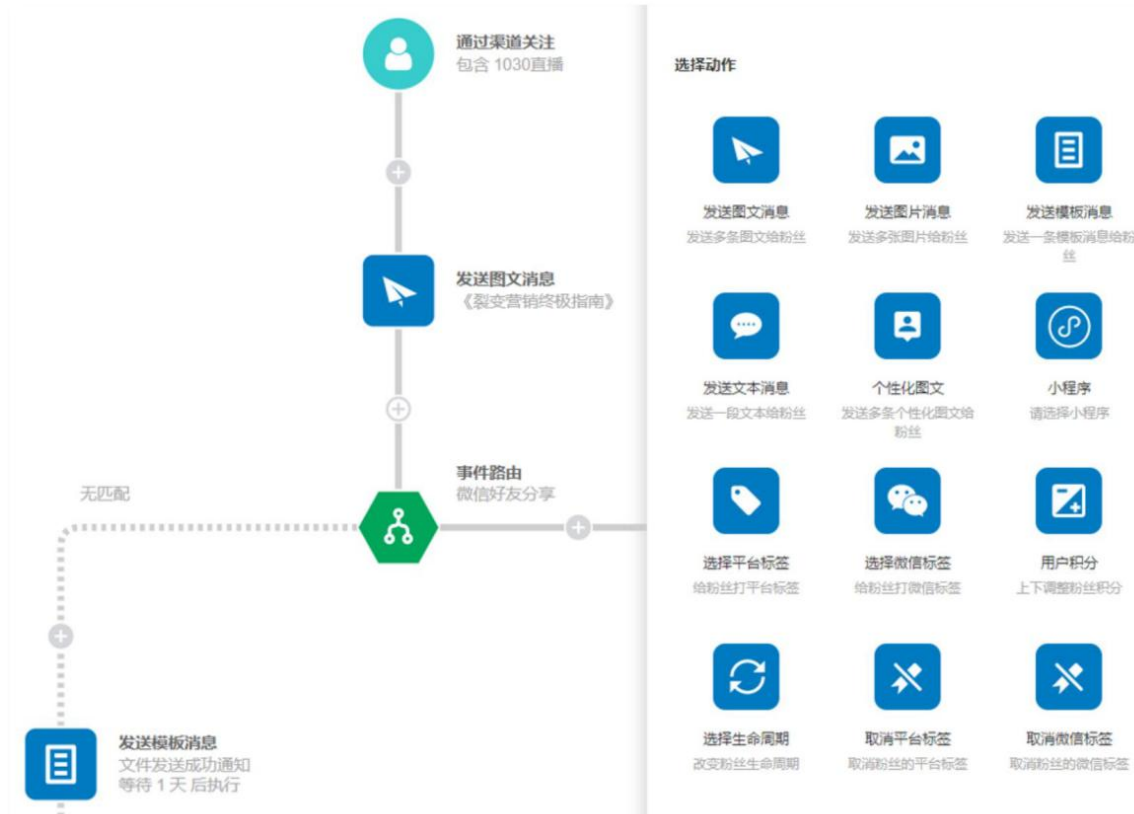 通过渠道关注
包含 1030直播
发送图文消息
《裂变营销终极指南》
事件路由
微信好友分享
无匹配
发送模板消息
文件发送成功通知
等待 1 天 后执行
选择动作
发送图文消息
发送多条图文给粉丝
发送图片消息
发送多张图片给粉丝
发送模板消息
发送一条模板消息给粉
丝
发送文本消息
发送一段文本给粉丝
个性化图文
发送多条个性化图文给
粉丝
小程序
请选择小程序
选择平台标签
给粉丝打平台标签
选择微信标签
给粉丝打微信标签
用户积分
上下调整粉丝积分
选择生命周期
改变粉丝生命周期
取消平台标签
取消粉丝的平台标签
取消微信标签
取消粉丝的微信标签